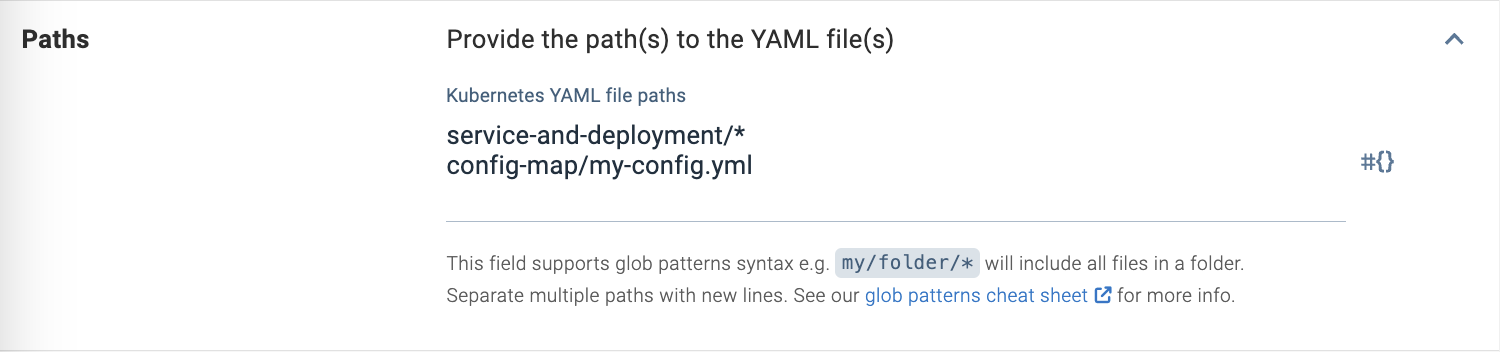 Paths
Provide the path(s) to the YAML file(s)
Kubernetes YAML file paths
service-and-deployment/*
config-map/my-config.yml
#{}
This field supports glob patterns syntax e.g. my/folder/* will include all files in a folder.
Separate multiple paths with new lines. See our glob patterns cheat sheet for more info.